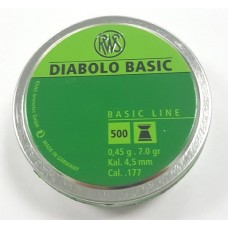 RWS
DIABOLO BASIC
BASIC LINE
500
0,45 g . 7.0 gr
Kal. 4,5 mm
Cal. .177
MADE IN GERMANY